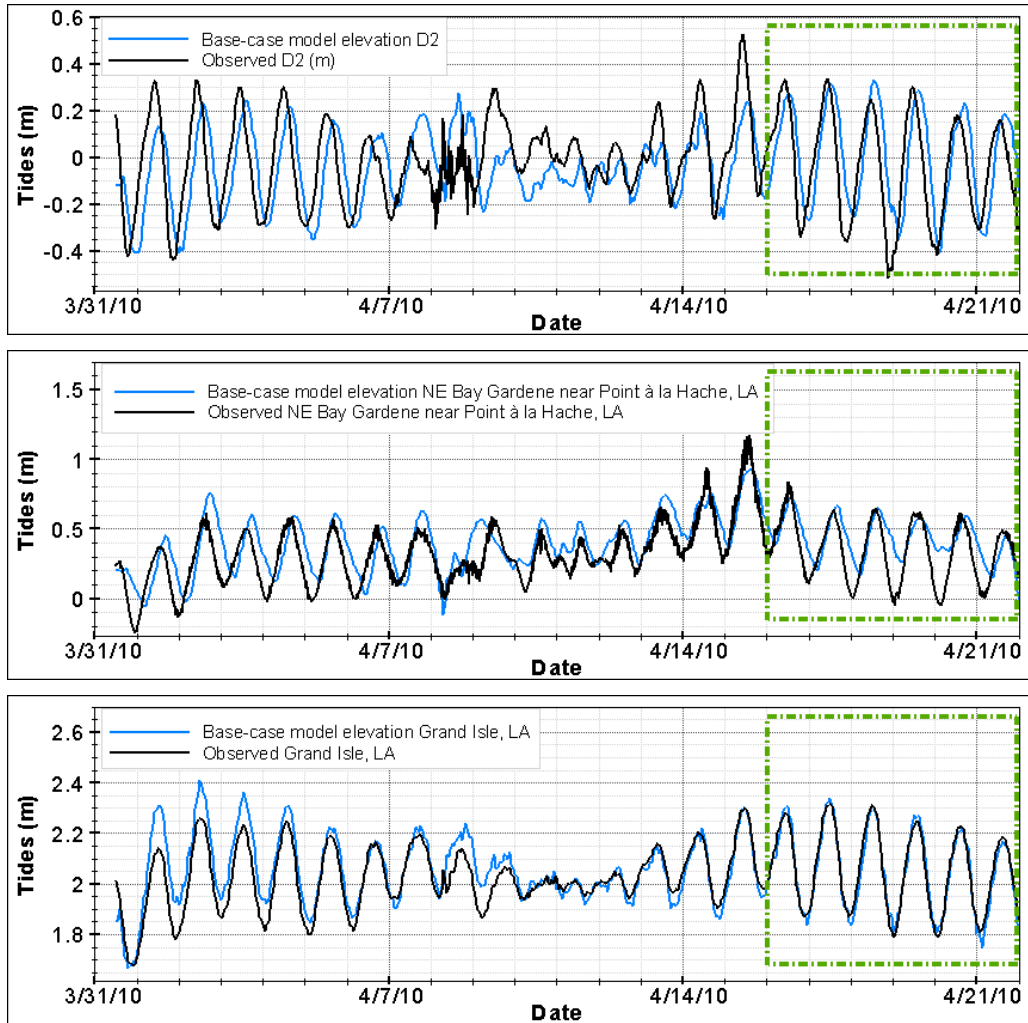 0.6
Base-case model elevation D2
Observed D2 (m)
0.4
0.2
0
-0.2
-0.4
Tides (m)
3/31/10 4/7/10 4/14/10 4/21/10
Date
1.5
Base-case model elevation NE Bay Gardene near Point à la Hache, LA
Observed NE Bay Gardene near Point à la Hache, LA
1
0.5
0
Tides (m)
3/31/10 4/7/10 4/14/10 4/21/10
Date
2.6
Base-case model elevation Grand Isle, LA
Observed Grand Isle, LA
2.4
2.2
2
1.8
Tides (m)
3/31/10 4/7/10 4/14/10 4/21/10
Date